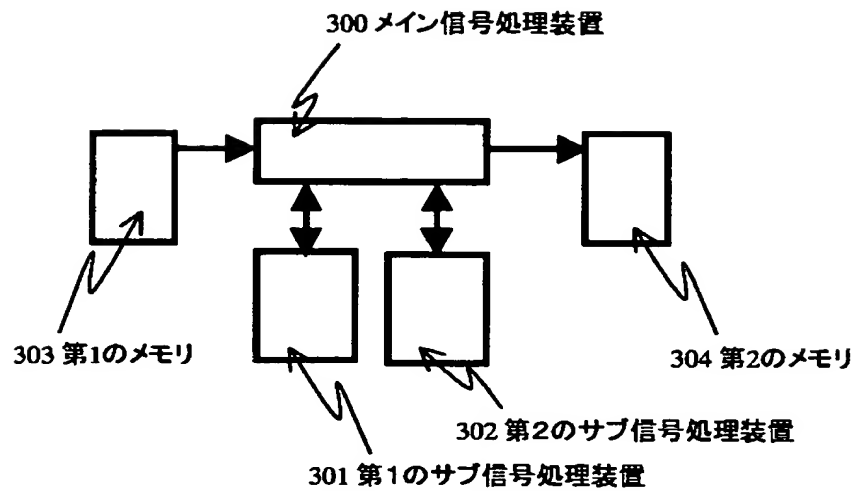 300 メイン信号処理装置
303 第1のメモリ
304 第2のメモリ
302 第2のサブ信号処理装置
301 第1のサブ信号処理装置